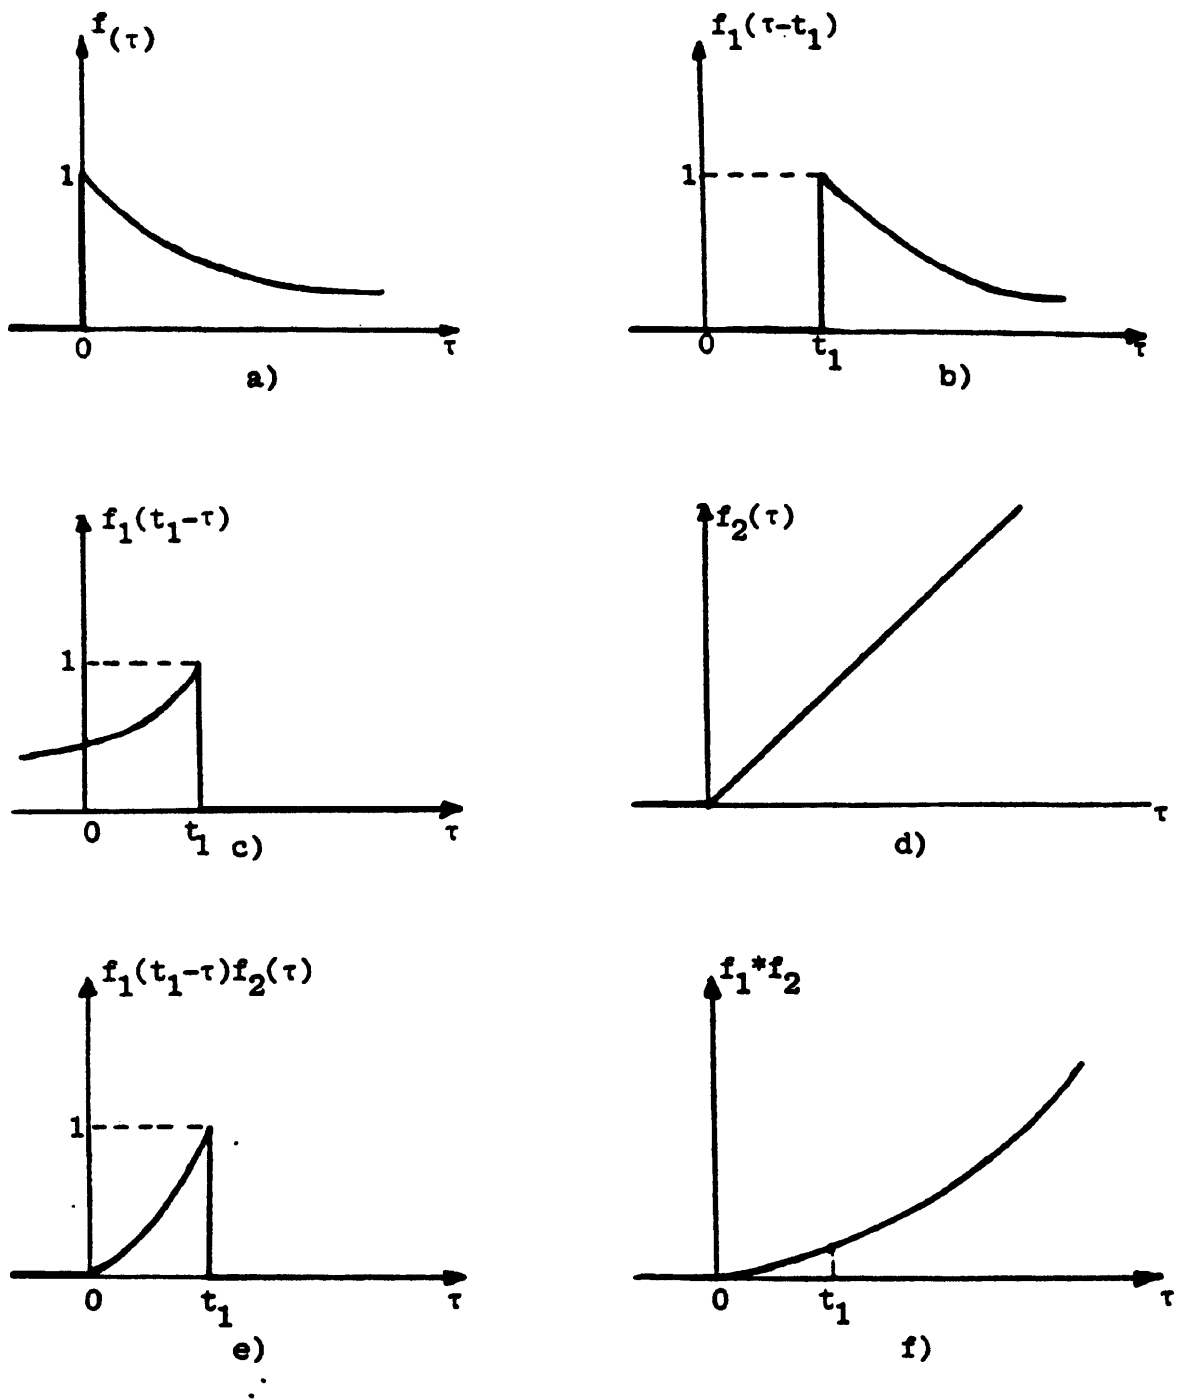 f(τ)
1
0
τ
a)
f1(τ-t1)
1
0
t1
τ
b)
f1(t1-τ)
1
0
t1
τ
c)
f2(τ)
τ
d)
f1(t1-τ)f2(τ)
1
0
t1
τ
e)
f1*f2
0
t1
τ
f)